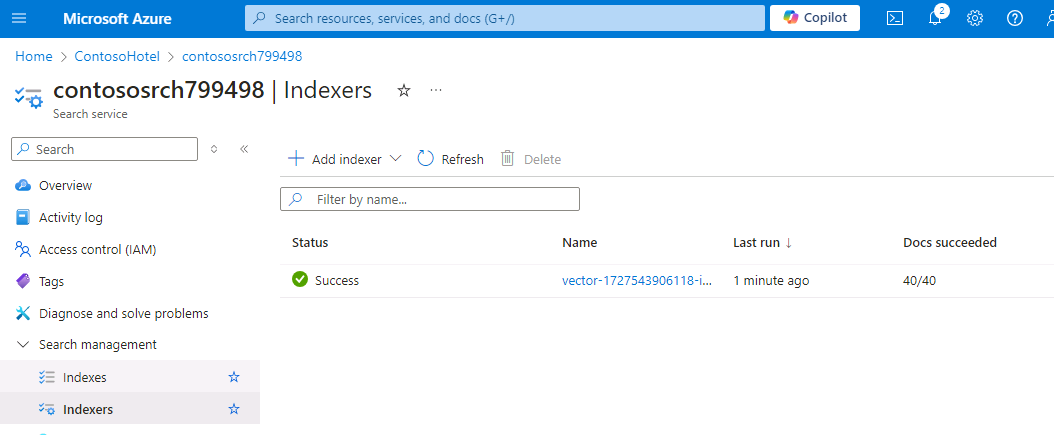 Microsoft Azure
Search resources, services, and docs (G+/)
Copilot
2
Home > ContosoHotel > contososrch799498
contososrch799498 | Indexers
Search service
Search
Add indexer
Refresh
Delete
Filter by name...
Overview
Activity log
Access control (IAM)
Tags
Diagnose and solve problems
Search management
Indexes
Indexers
Status Name Last run ↓ Docs succeeded
Success vector-1727543906118-i... 1 minute ago 40/40